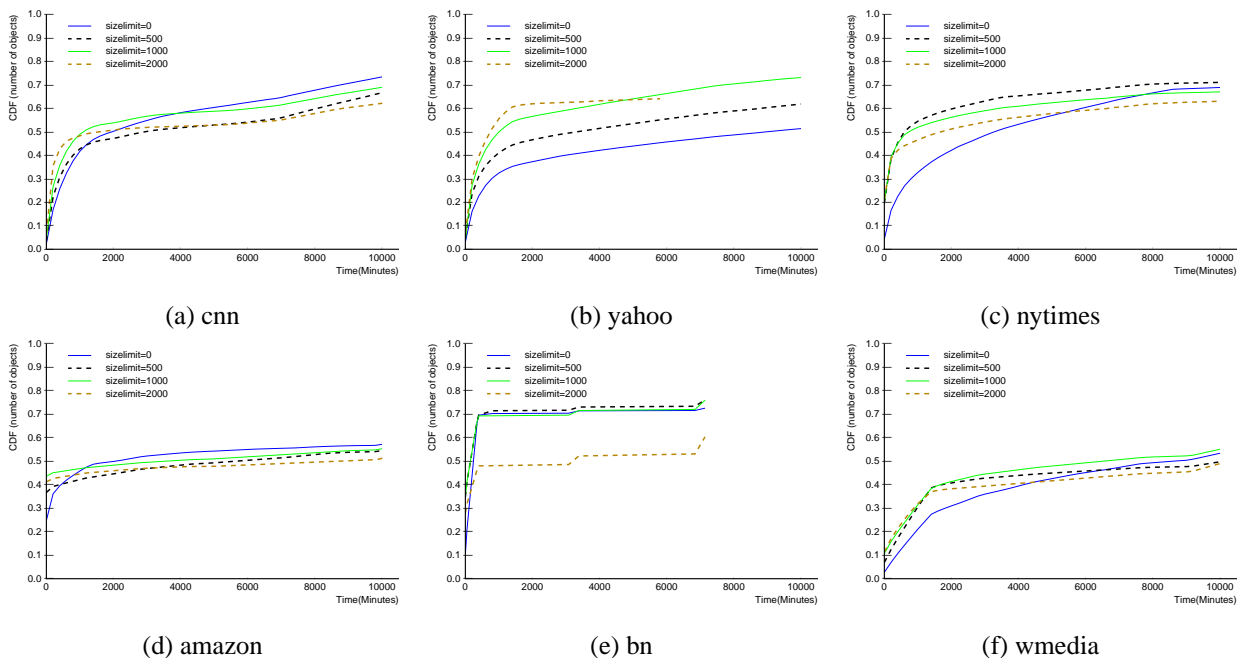 CDF (number of objects)
1.0
0.9
0.8
0.7
0.6
0.5
0.4
0.3
0.2
0.1
0.0
sizelimit=0
sizelimit=500
sizelimit=1000
sizelimit=2000
0 2000 4000 6000 8000 10000
Time(Minutes)
(a) cnn
CDF (number of objects)
1.0
0.9
0.8
0.7
0.6
0.5
0.4
0.3
0.2
0.1
0.0
sizelimit=0
sizelimit=500
sizelimit=1000
sizelimit=2000
0 2000 4000 6000 8000 10000
Time(Minutes)
(b) yahoo
CDF (number of objects)
1.0
0.9
0.8
0.7
0.6
0.5
0.4
0.3
0.2
0.1
0.0
sizelimit=0
sizelimit=500
sizelimit=1000
sizelimit=2000
0 2000 4000 6000 8000 10000
Time(Minutes)
(c) nytimes
CDF (number of objects)
1.0
0.9
0.8
0.7
0.6
0.5
0.4
0.3
0.2
0.1
0.0
sizelimit=0
sizelimit=500
sizelimit=1000
sizelimit=2000
0 2000 4000 6000 8000 10000
Time(Minutes)
(d) amazon
CDF (number of objects)
1.0
0.9
0.8
0.7
0.6
0.5
0.4
0.3
0.2
0.1
0.0
sizelimit=0
sizelimit=500
sizelimit=1000
sizelimit=2000
0 2000 4000 6000 8000 10000
Time(Minutes)
(e) bn
CDF (number of objects)
1.0
0.9
0.8
0.7
0.6
0.5
0.4
0.3
0.2
0.1
0.0
sizelimit=0
sizelimit=500
sizelimit=1000
sizelimit=2000
0 2000 4000 6000 8000 10000
Time(Minutes)
(f) wmedia